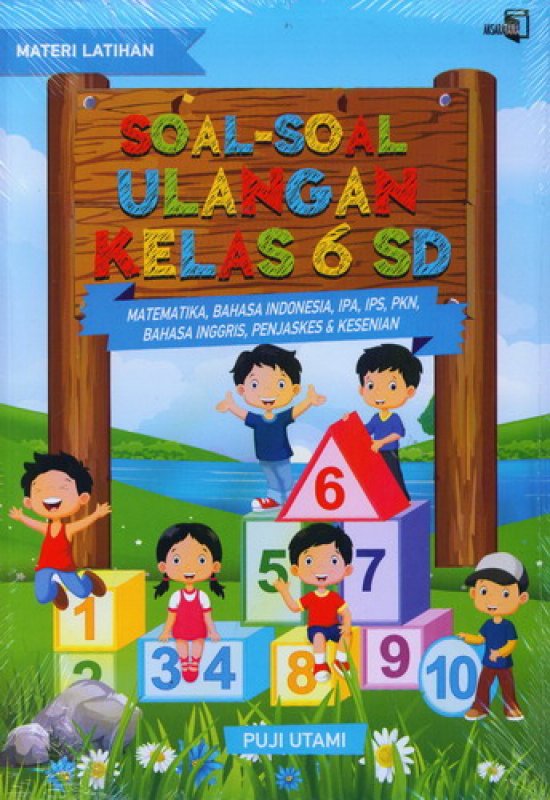 MATERI LATIHAN
SOAL-SOAL
ULANGAN
KELAS 6 SD
MATEMATIKA, BAHASA INDONESIA, IPA, IPS, PKN,
BAHASA INGGRIS, PENJASKES & KESENIAN
6
5
7
1
2
3
4
8
9
10
PUJI UTAMI